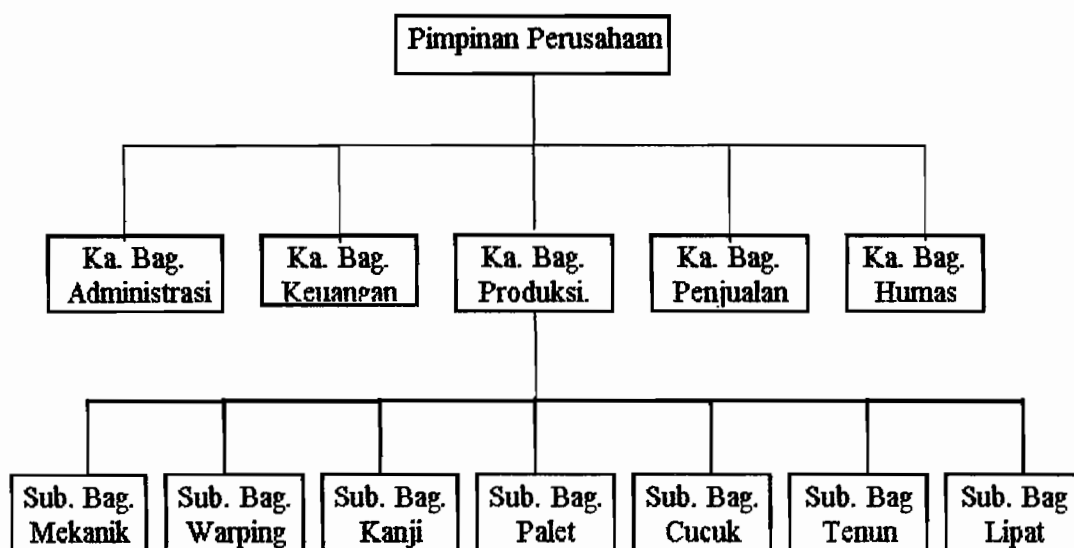 Pimpinan Perusahaan
Ka. Bag.
Administrasi
Ka. Bag.
Keuangan
Ka. Bag.
Produksi.
Ka. Bag.
Penjualan
Ka. Bag.
Humas
Sub. Bag.
Mekanik
Sub. Bag.
Warping
Sub. Bag.
Kanji
Sub. Bag.
Palet
Sub. Bag.
Cucuk
Sub. Bag
Tenun
Sub. Bag
Lipat